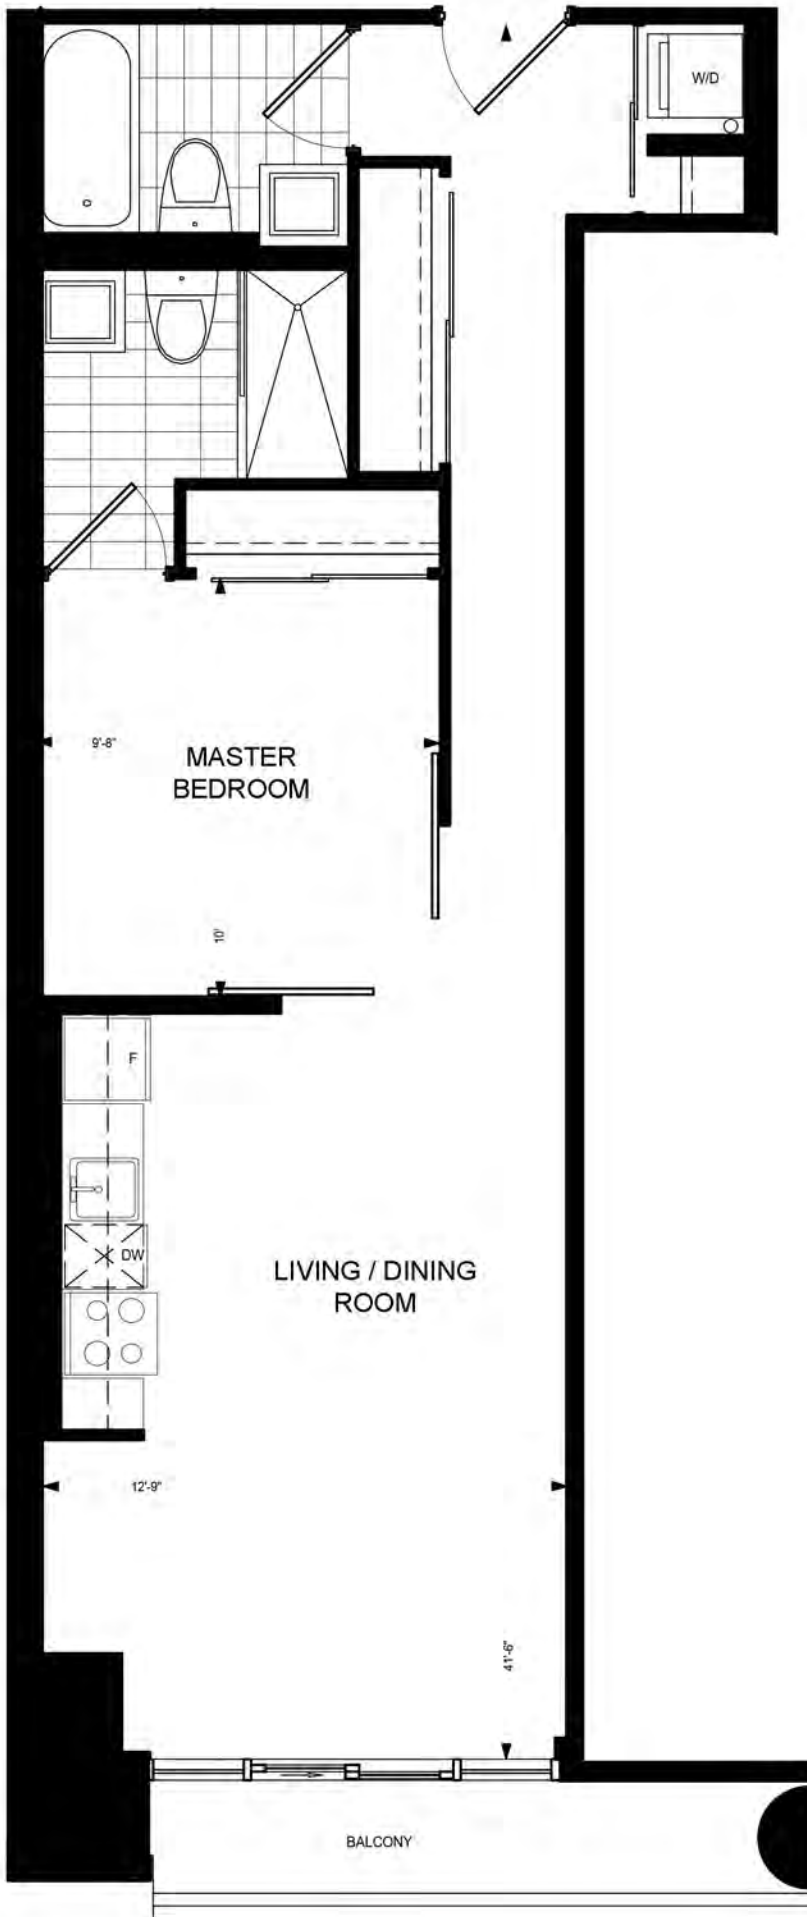 W/D
9'-8"
MASTER
BEDROOM
10'
F
DW
LIVING / DINING
ROOM
12'-9"
41'-6"
BALCONY